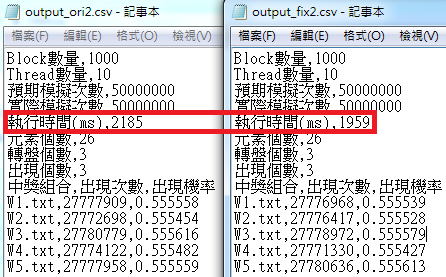 output_ori2.csv - 記事本
檔案(F) 編輯(E) 格式(O) 檢視(V)
Block數量,1000
Thread數量,10
預期模擬次數,50000000
實際模擬次數,50000000
執行時間(ms),2185
元素個數,26
轉盤個數,3
出現個數,3
中獎組合,出現次數,出現機率
W1.txt,27777909,0.555558
W2.txt,27772698,0.555454
W3.txt,27780779,0.555616
W4.txt,27774122,0.555482
W5.txt,27777958,0.555559
output_fix2.csv - 記事本
檔案(F) 編輯(E) 格式(O) 檢視(V)
Block數量,1000
Thread數量,10
預期模擬次數,50000000
實際模擬次數,50000000
執行時間(ms),1959
元素個數,26
轉盤個數,3
出現個數,3
中獎組合,出現次數,出現機率
W1.txt,27776968,0.555539
W2.txt,27776417,0.555528
W3.txt,27778972,0.555579
W4.txt,27771330,0.555427
W5.txt,27780636,0.555613